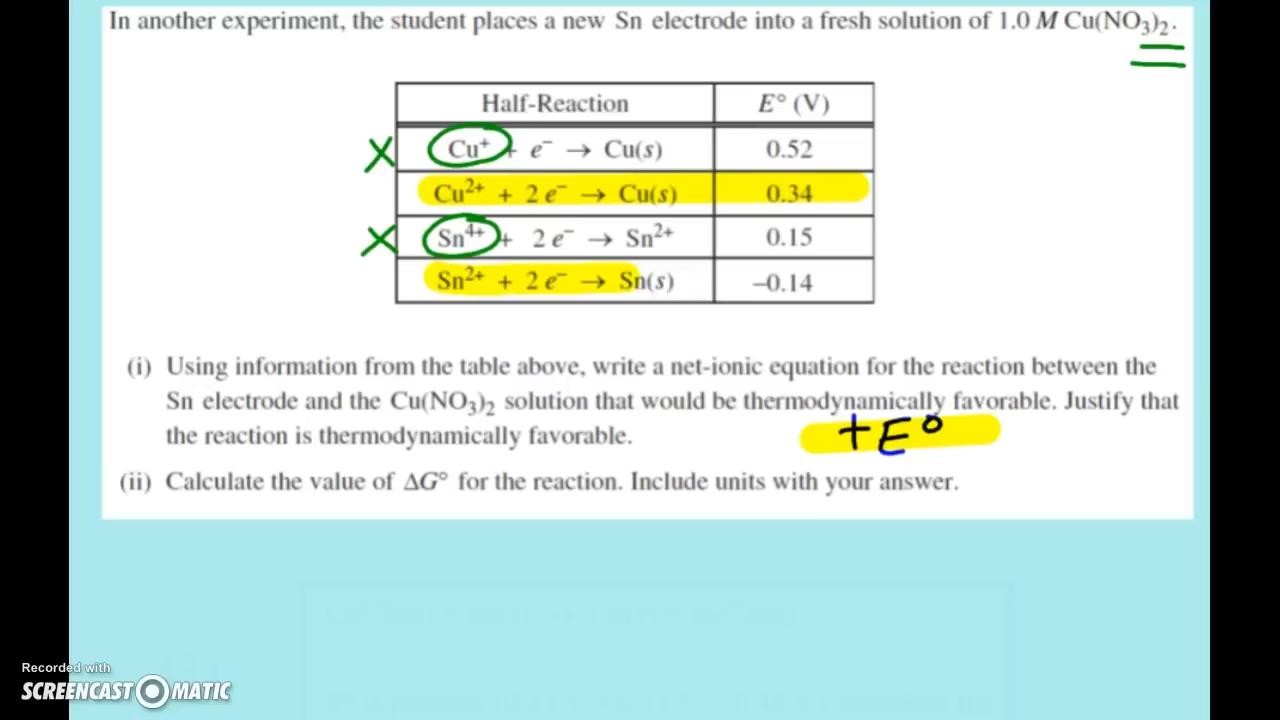 In another experiment, the student places a new Sn electrode into a fresh solution of 1.0 M Cu(NO₃)₂.
Half-Reaction E° (V)
X Cu⁺ + e⁻ → Cu(s) 0.52
Cu²⁺ + 2 e⁻ → Cu(s) 0.34
X Sn⁴⁺ + 2 e⁻ → Sn²⁺ 0.15
Sn²⁺ + 2 e⁻ → Sn(s) –0.14
(i) Using information from the table above, write a net-ionic equation for the reaction between the
Sn electrode and the Cu(NO₃)₂ solution that would be thermodynamically favorable. Justify that
the reaction is thermodynamically favorable.
+E°
(ii) Calculate the value of ΔG° for the reaction. Include units with your answer.
Recorded with
SCREENCAST MATIC